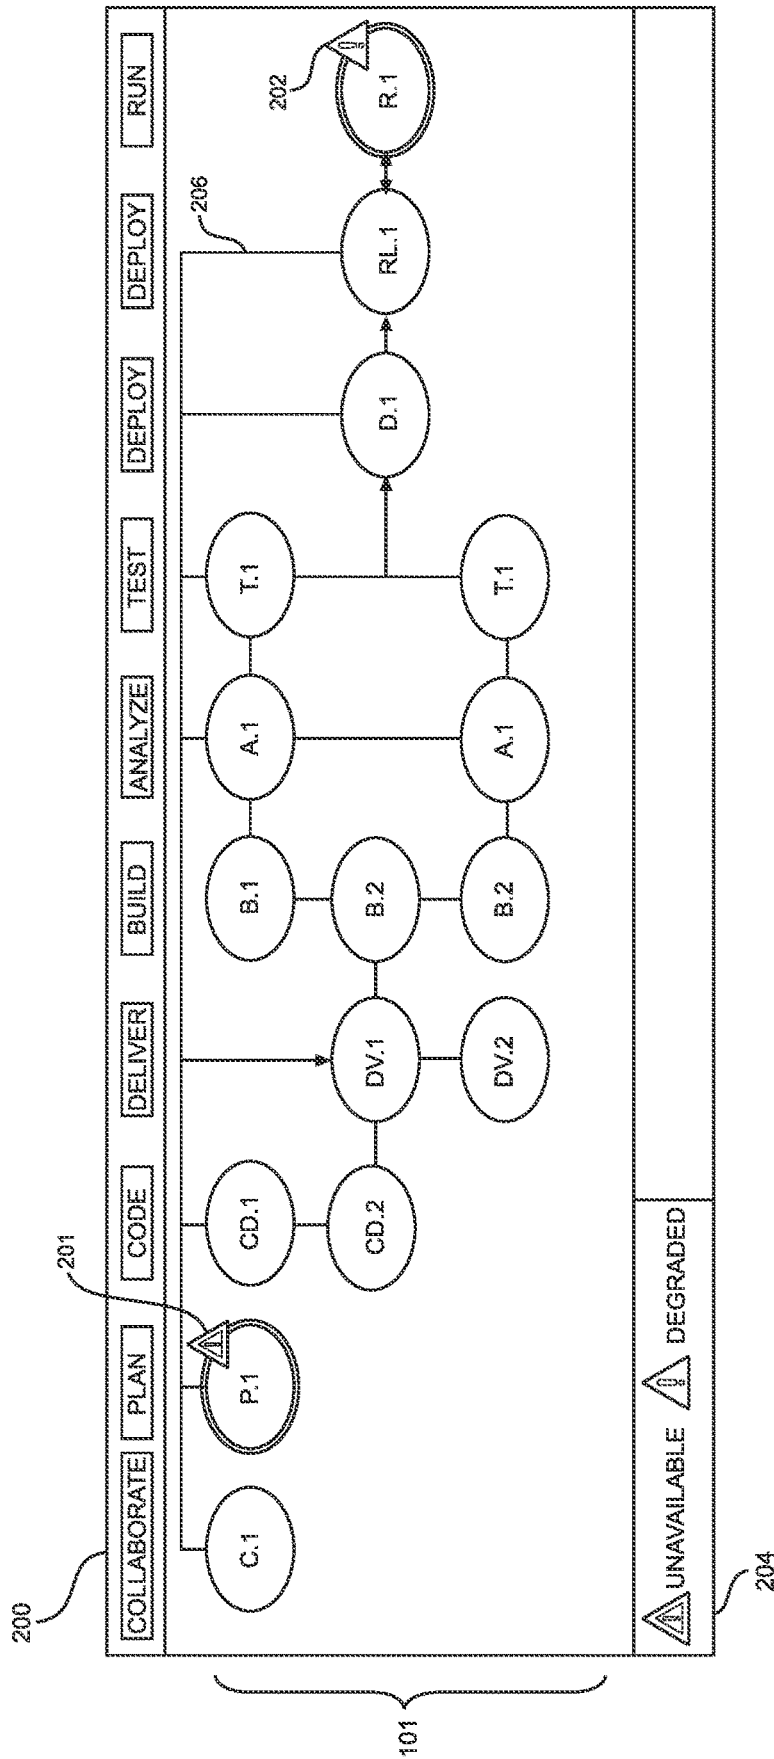 200
COLLABORATE PLAN CODE DELIVER BUILD ANALYZE TEST DEPLOY DEPLOY RUN
201
206
202
C.1 P.1 CD.1 B.1 A.1 T.1
CD.2 DV.1 B.2 D.1 RL.1 R.1
DV.2 B.2 A.1 T.1
101
UNAVAILABLE DEGRADED
204